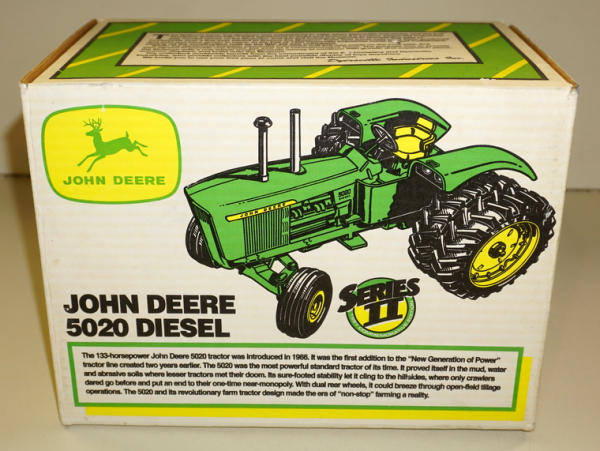 Dyersville Industries Inc.
JOHN DEERE
JOHN DEERE
5020
SERIES
II
JOHN DEERE
5020 DIESEL
The 133-horsepower John Deere 5020 tractor was introduced in 1966. It was the first addition to the "New Generation of Power"
tractor line created two years earlier. The 5020 was the most powerful standard tractor of its time. It proved itself in the mud, water
and abrasive soils where lesser tractors met their doom. Its sure-footed stability let it cling to the hillsides, where only crawlers
dared go before and put an end to their one-time near-monopoly. With dual rear wheels, it could breeze through open-field tillage
operations. The 5020 and its revolutionary farm tractor design made the era of "non-stop" farming a reality.